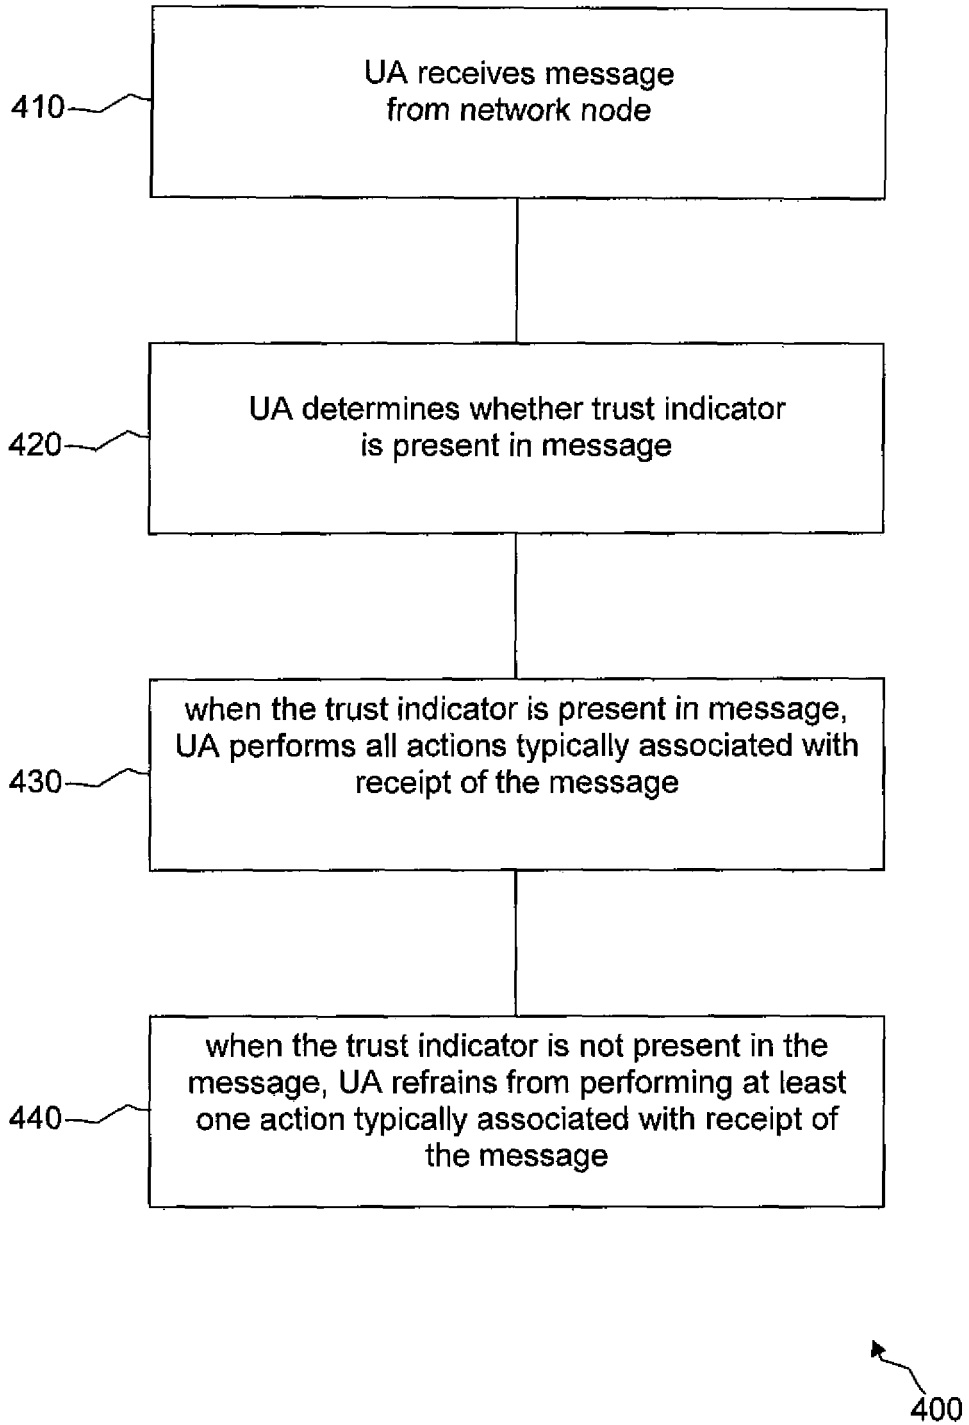 UA receives message
from network node
410
UA determines whether trust indicator
is present in message
420
when the trust indicator is present in message,
UA performs all actions typically associated with
receipt of the message
430
when the trust indicator is not present in the
message, UA refrains from performing at least
one action typically associated with receipt of
the message
440
400